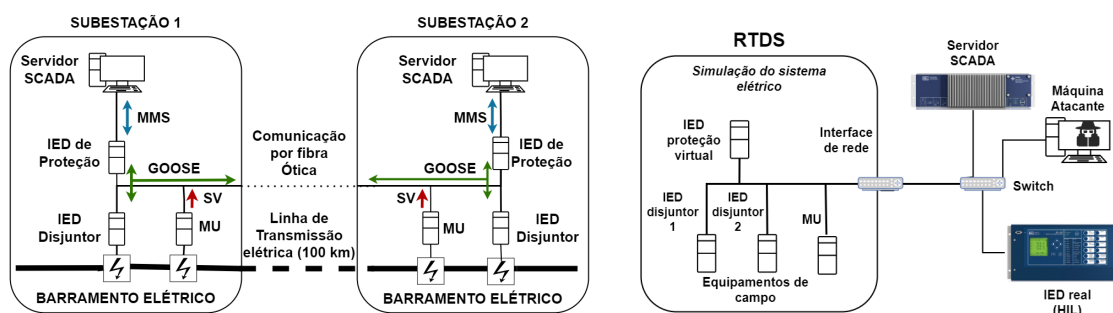 SUBESTAÇÃO 1
Servidor
SCADA
MMS
IED de
Proteção
GOOSE
SV
IED
Disjuntor
MU
BARRAMENTO ELÉTRICO
Comunicação
por fibra
Ótica
Linha de
Transmissão
elétrica (100 km)
SUBESTAÇÃO 2
Servidor
SCADA
MMS
IED de
Proteção
GOOSE
SV
MU
IED
Disjuntor
BARRAMENTO ELÉTRICO
RTDS
Simulação do sistema
elétrico
IED
proteção
virtual
Interface
de rede
IED
disjuntor
1
IED
disjuntor
2
MU
Equipamentos de
campo
Servidor
SCADA
Máquina
Atacante
Switch
IED real
(HIL)